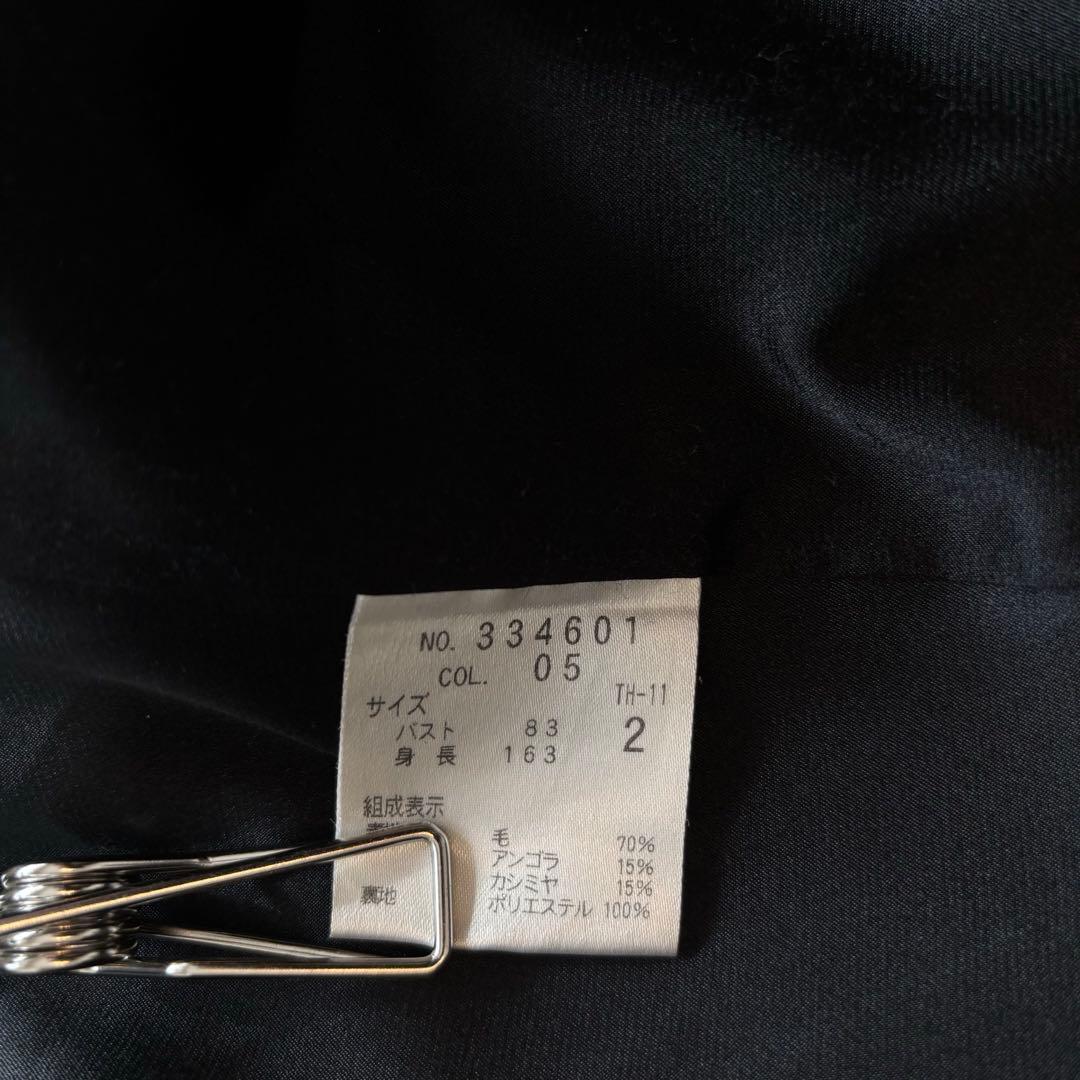 NO. 334601
COL. 05
サイズ TH-11
バスト 83 2
身長 163
組成表示
毛 70%
アンゴラ 15%
カシミヤ 15%
裏地 ポリエステル 100%